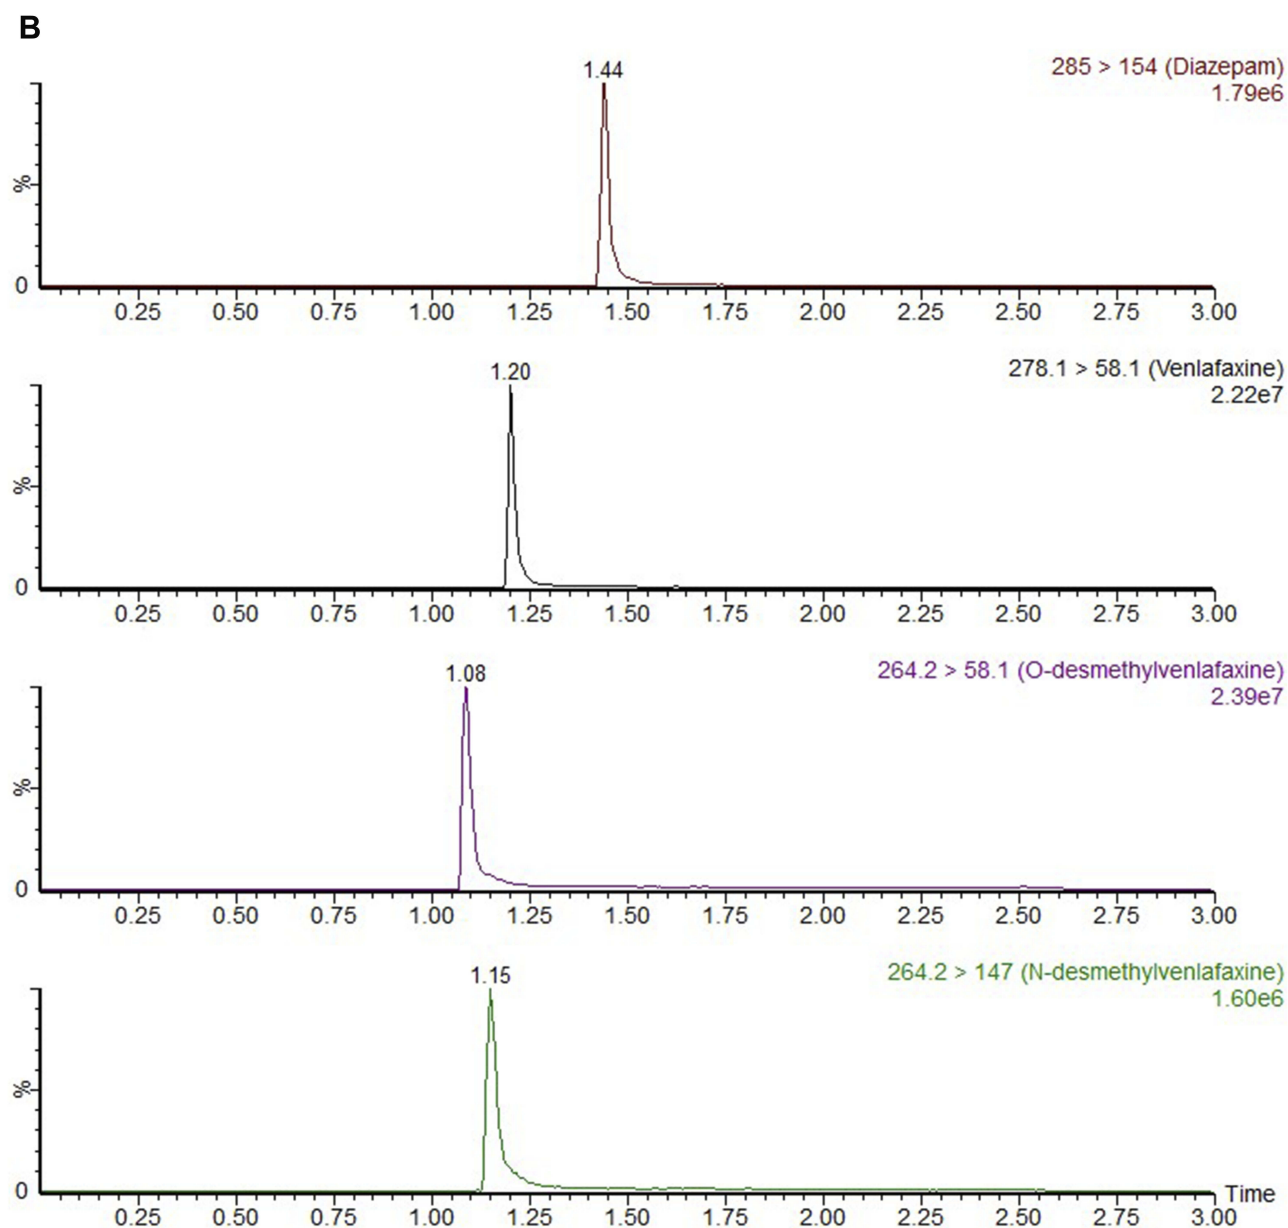 B
1.44
285 > 154 (Diazepam)
1.79e6
%
0
0.25 0.50 0.75 1.00 1.25 1.50 1.75 2.00 2.25 2.50 2.75 3.00
1.20
278.1 > 58.1 (Venlafaxine)
2.22e7
%
0
0.25 0.50 0.75 1.00 1.25 1.50 1.75 2.00 2.25 2.50 2.75 3.00
1.08
264.2 > 58.1 (O-desmethylvenlafaxine)
2.39e7
%
0
0.25 0.50 0.75 1.00 1.25 1.50 1.75 2.00 2.25 2.50 2.75 3.00
1.15
264.2 > 147 (N-desmethylvenlafaxine)
1.60e6
%
0
Time
0.25 0.50 0.75 1.00 1.25 1.50 1.75 2.00 2.25 2.50 2.75 3.00